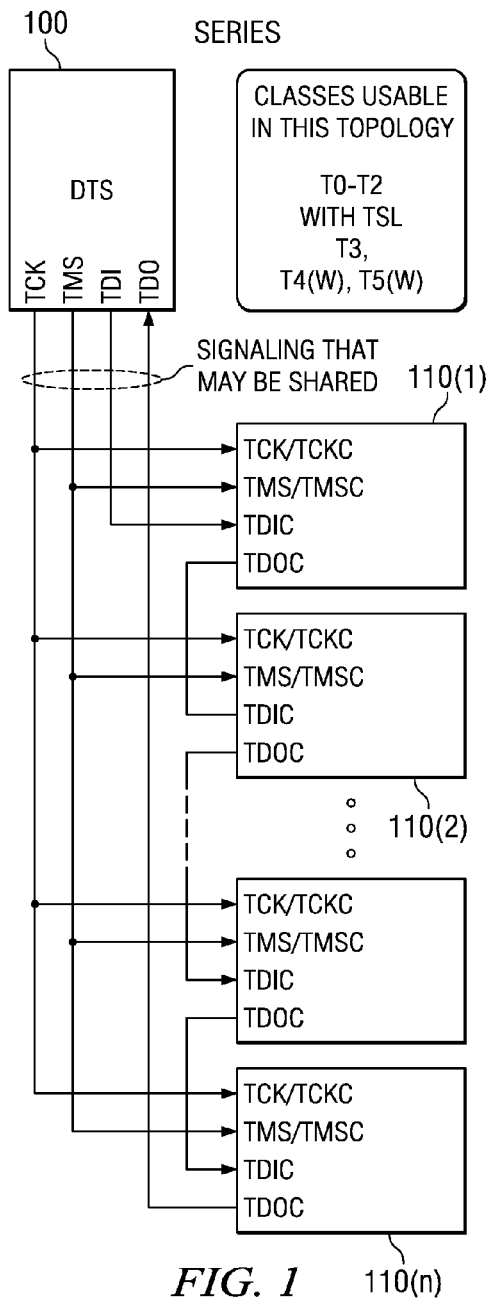 100
SERIES
CLASSES USABLE
IN THIS TOPOLOGY
T0-T2
WITH TSL
T3,
T4(W), T5(W)
DTS
TCK
TMS
TDI
TDO
SIGNALING THAT
MAY BE SHARED
110(1)
TCK/TCKC
TMS/TMSC
TDIC
TDOC
TCK/TCKC
TMS/TMSC
TDIC
TDOC
110(2)
TCK/TCKC
TMS/TMSC
TDIC
TDOC
TCK/TCKC
TMS/TMSC
TDIC
TDOC
110(n)
FIG. 1